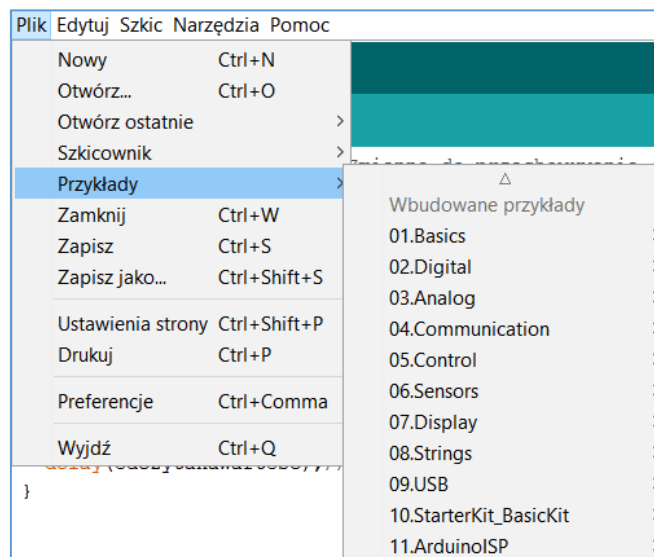 Plik Edytuj Szkic Narzędzia Pomoc
Nowy Ctrl+N
Otwórz... Ctrl+O
Otwórz ostatnie
Szkicownik
Przykłady
Zamknij Ctrl+W
Zapisz Ctrl+S
Zapisz jako... Ctrl+Shift+S
Ustawienia strony Ctrl+Shift+P
Drukuj Ctrl+P
Preferencje Ctrl+Comma
Wyjdź Ctrl+Q
}
Wbudowane przykłady
01.Basics
02.Digital
03.Analog
04.Communication
05.Control
06.Sensors
07.Display
08.Strings
09.USB
10.StarterKit_BasicKit
11.ArduinoISP